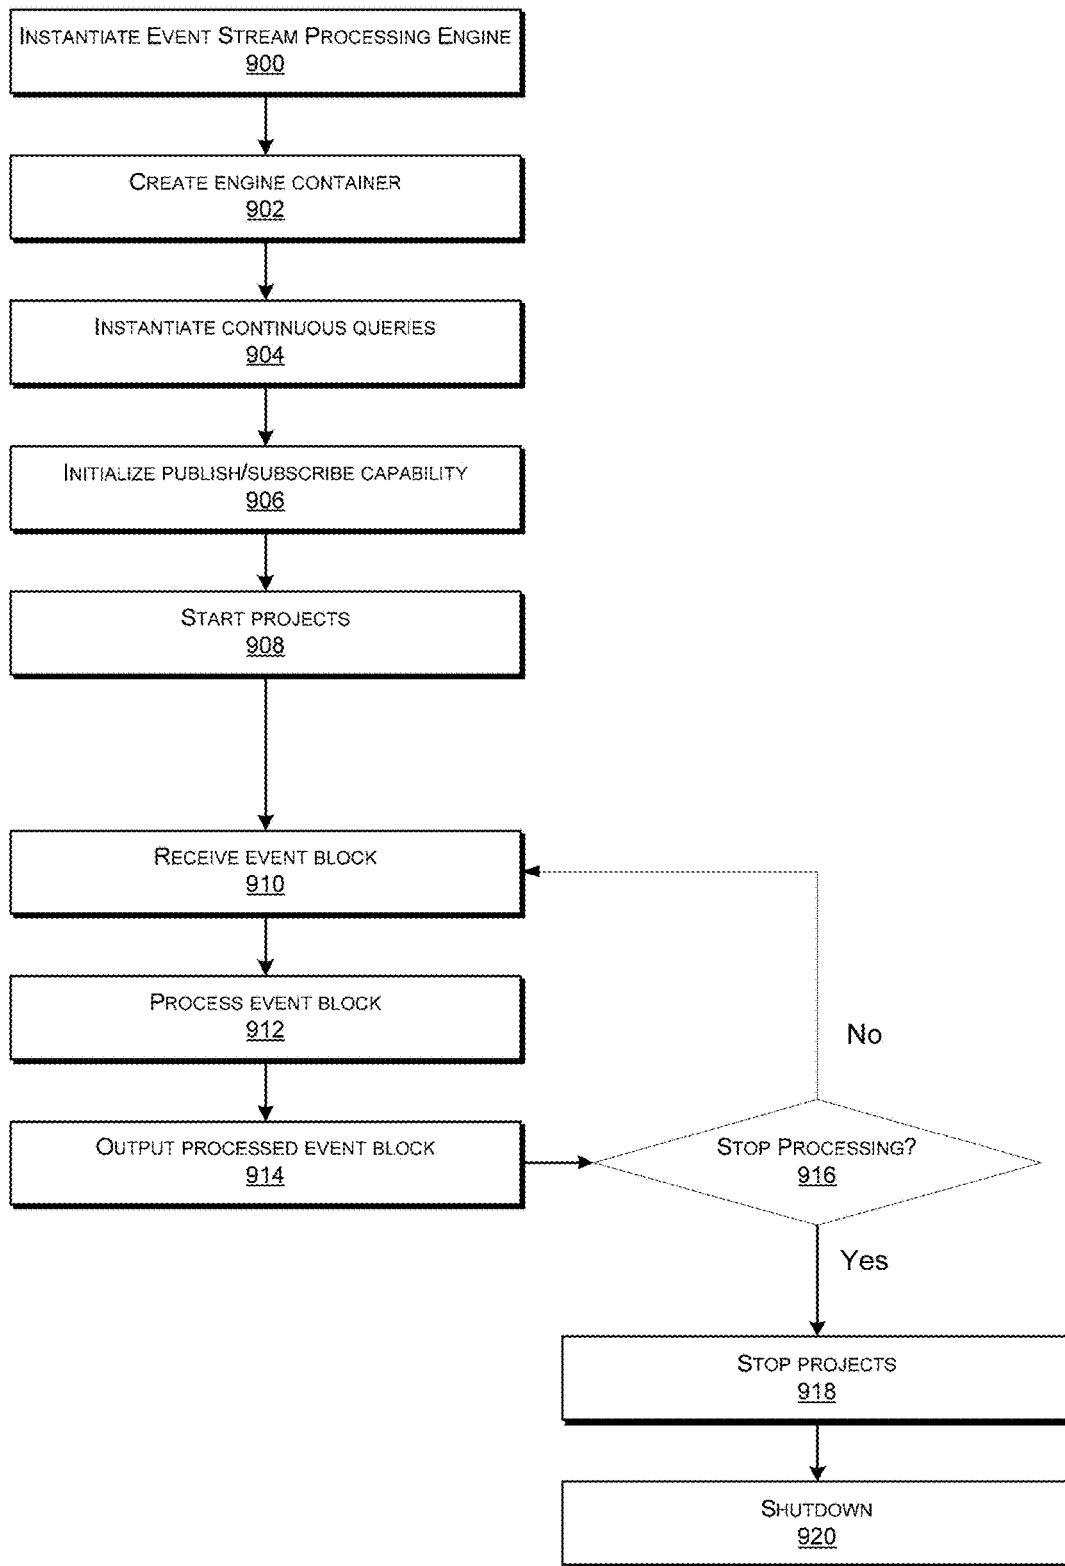 INSTANTIATE EVENT STREAM PROCESSING ENGINE
900
CREATE ENGINE CONTAINER
902
INSTANTIATE CONTINUOUS QUERIES
904
INITIALIZE PUBLISH/SUBSCRIBE CAPABILITY
906
START PROJECTS
908
RECEIVE EVENT BLOCK
910
PROCESS EVENT BLOCK
912
No
OUTPUT PROCESSED EVENT BLOCK
914
STOP PROCESSING?
916
Yes
STOP PROJECTS
918
SHUTDOWN
920